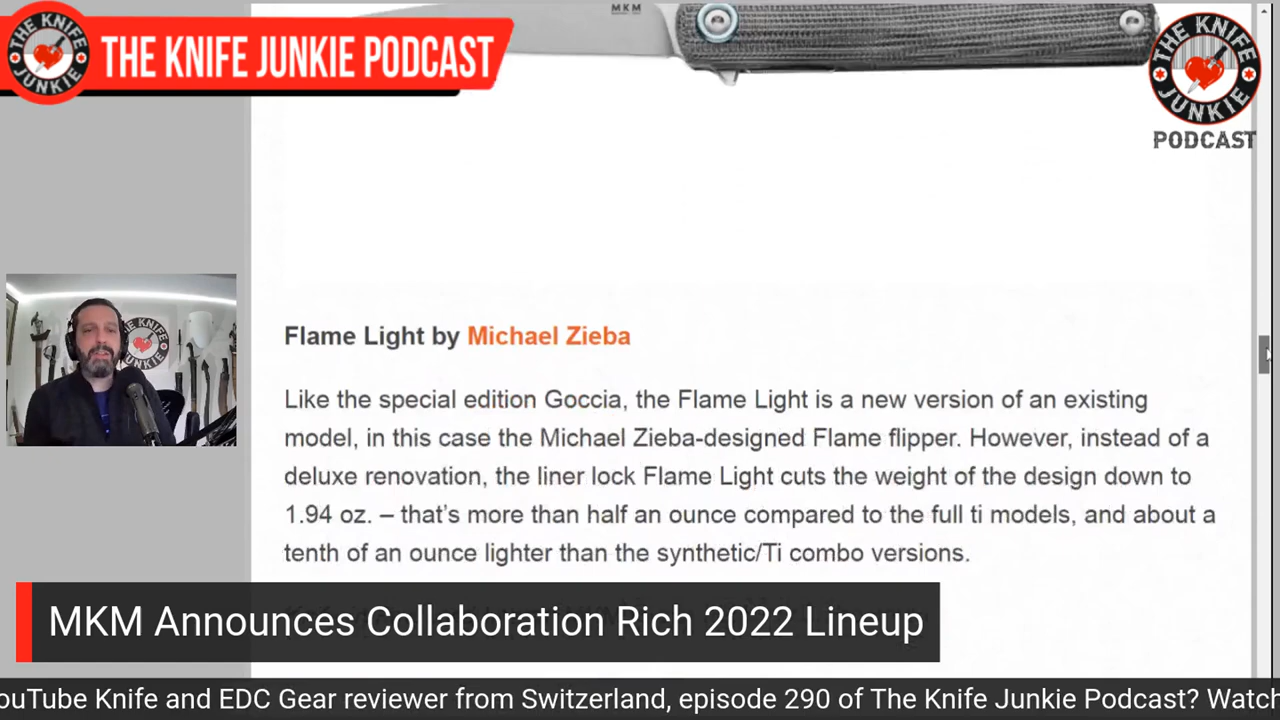 MKM
THE KNIFE JUNKIE
THE KNIFE JUNKIE PODCAST
THE KNIFE JUNKIE
PODCAST
Flame Light by Michael Zieba
Like the special edition Goccia, the Flame Light is a new version of an existing
model, in this case the Michael Zieba-designed Flame flipper. However, instead of a
deluxe renovation, the liner lock Flame Light cuts the weight of the design down to
1.94 oz. – that’s more than half an ounce compared to the full ti models, and about a
tenth of an ounce lighter than the synthetic/Ti combo versions.
THE KNIFE
JUNKIE
MKM Announces Collaboration Rich 2022 Lineup
ouTube Knife and EDC Gear reviewer from Switzerland, episode 290 of The Knife Junkie Podcast? Watch